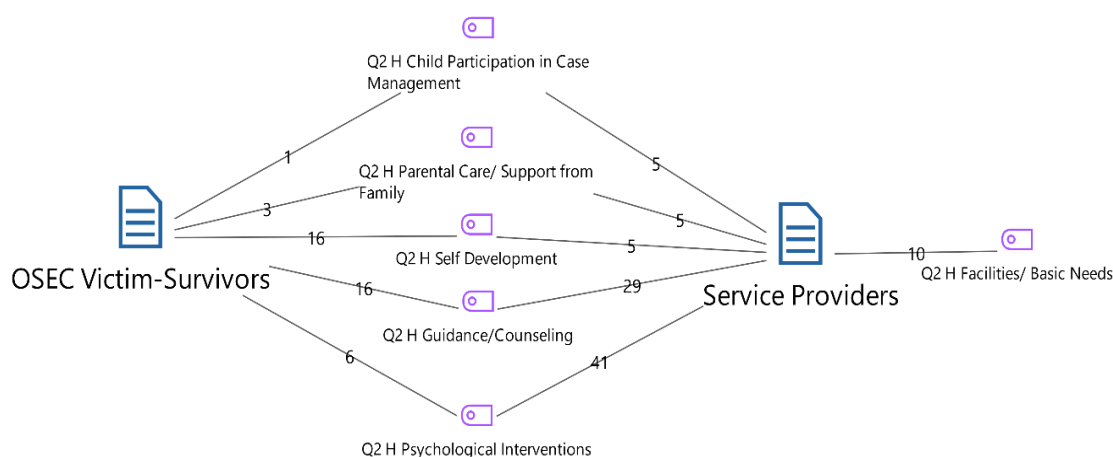 Q2 H Child Participation in Case
Management
1
5
Q2 H Parental Care/ Support from
Family
3
5
OSEC Victim-Survivors
16
Q2 H Self Development
5
Service Providers
10
Q2 H Facilities/ Basic Needs
16
29
Q2 H Guidance/Counseling
6
41
Q2 H Psychological Interventions